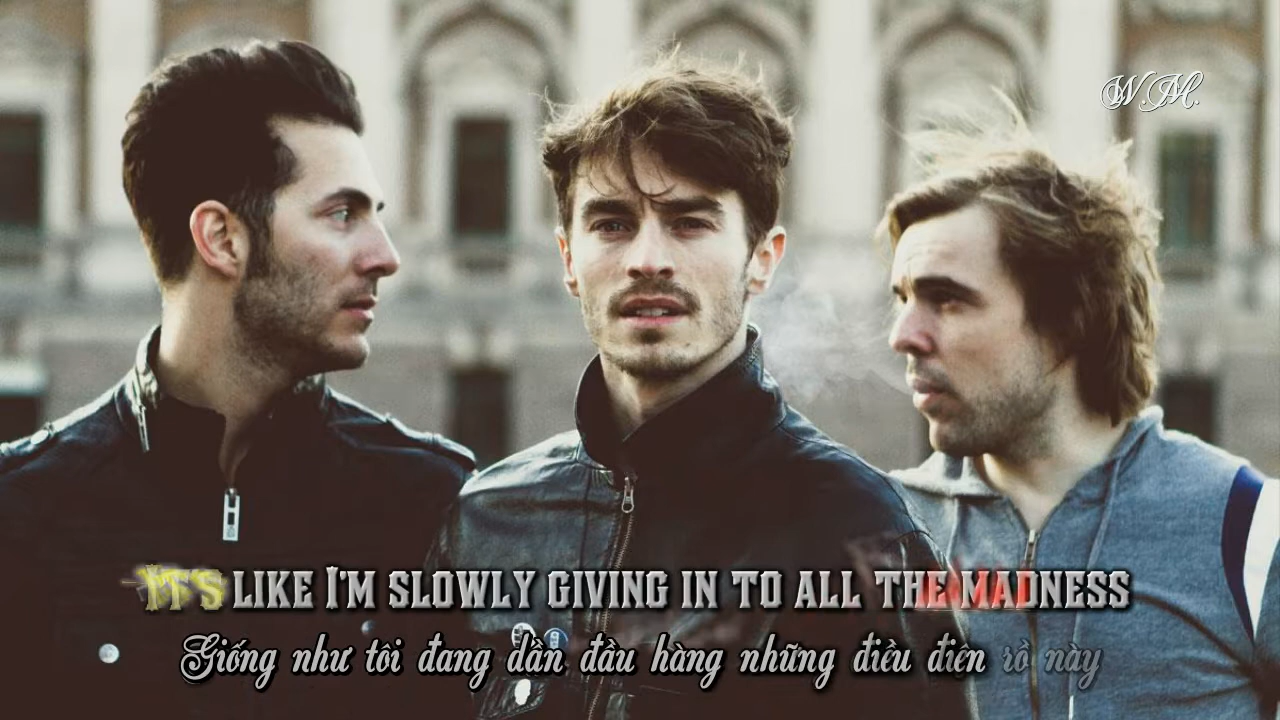 W.M.
It's like I'm slowly giving in to all the madness
Giống như tôi đang dần đầu hàng những điều điên rồ này